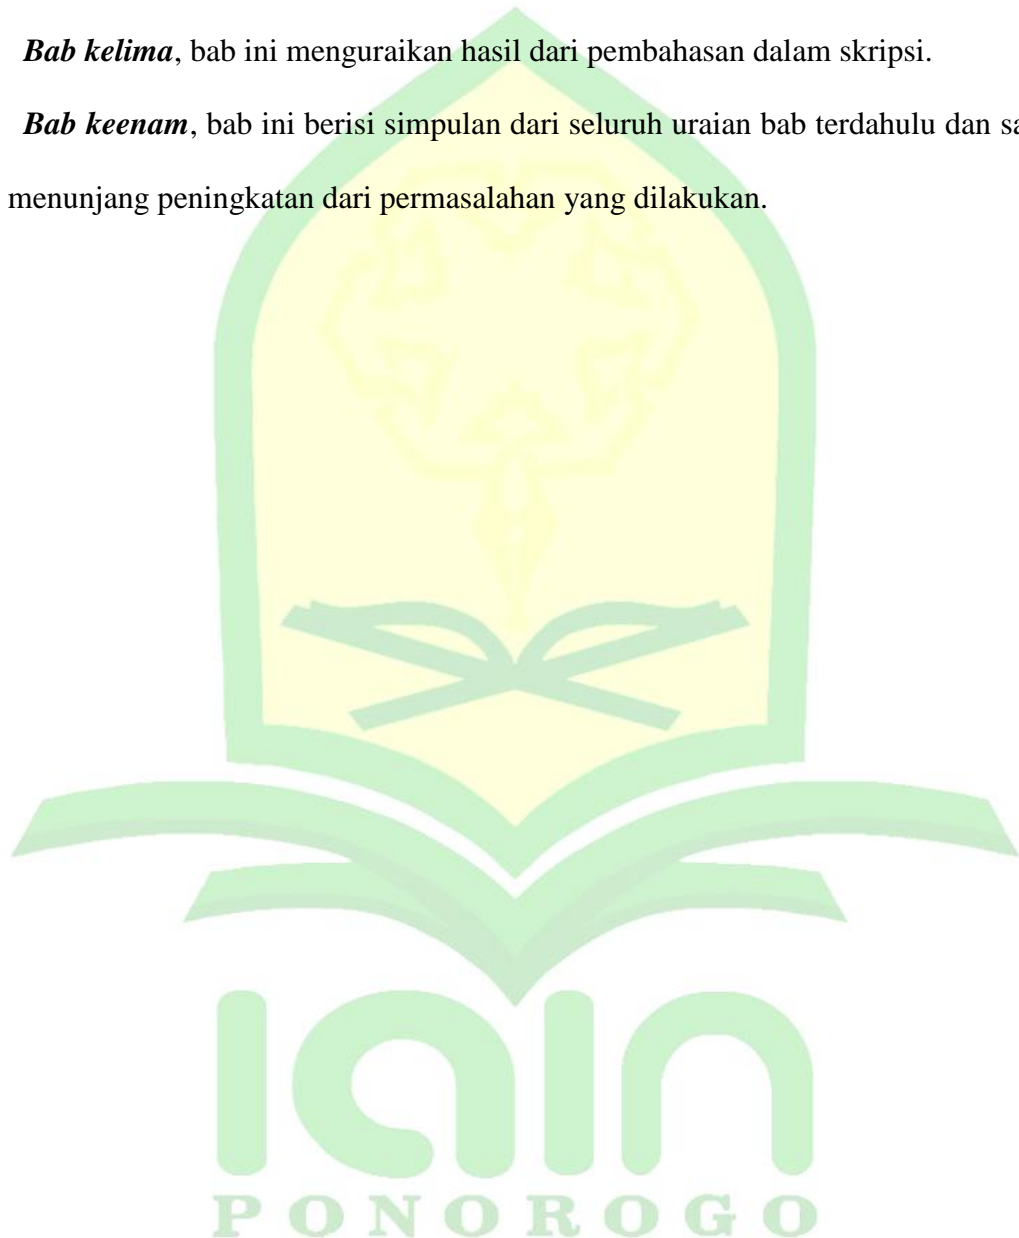 Bab kelima, bab ini menguraikan hasil dari pembahasan dalam skripsi.
Bab keenam, bab ini berisi simpulan dari seluruh uraian bab terdahulu dan
menunjang peningkatan dari permasalahan yang dilakukan.
iain
PONOROGO